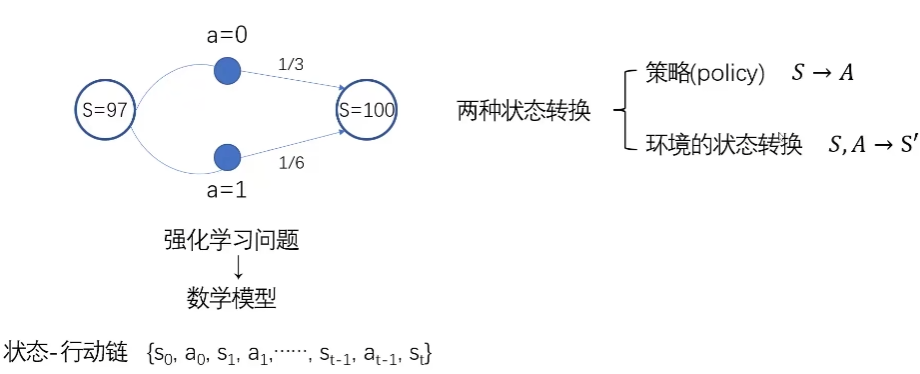 a=0
1/3
S=97
S=100
1/6
a=1
两种状态转换
策略(policy) S → A
环境的状态转换 S, A → S′
强化学习问题
↓
数学模型
状态-行动链 {s₀, a₀, s₁, a₁,······, sₜ₋₁, aₜ₋₁, sₜ}